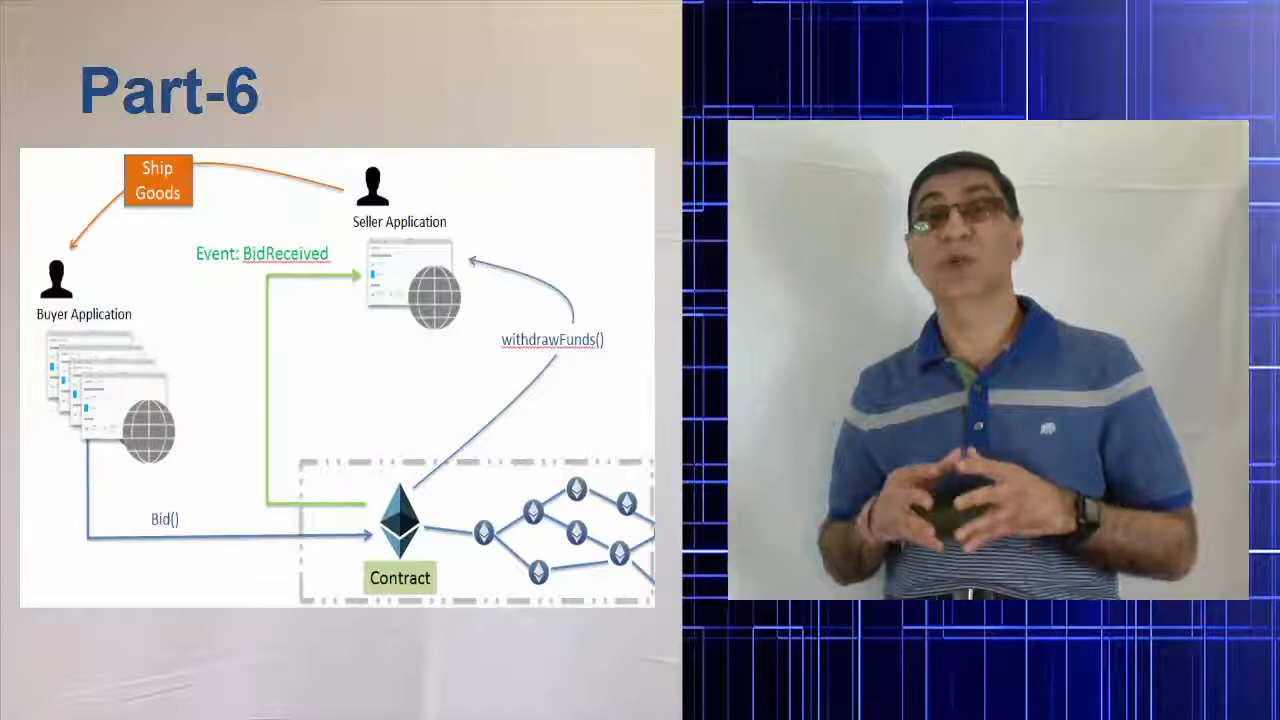 Part-6
Ship
Goods
Seller Application
Event: BidReceived
Buyer Application
withdrawFunds()
Bid()
Contract